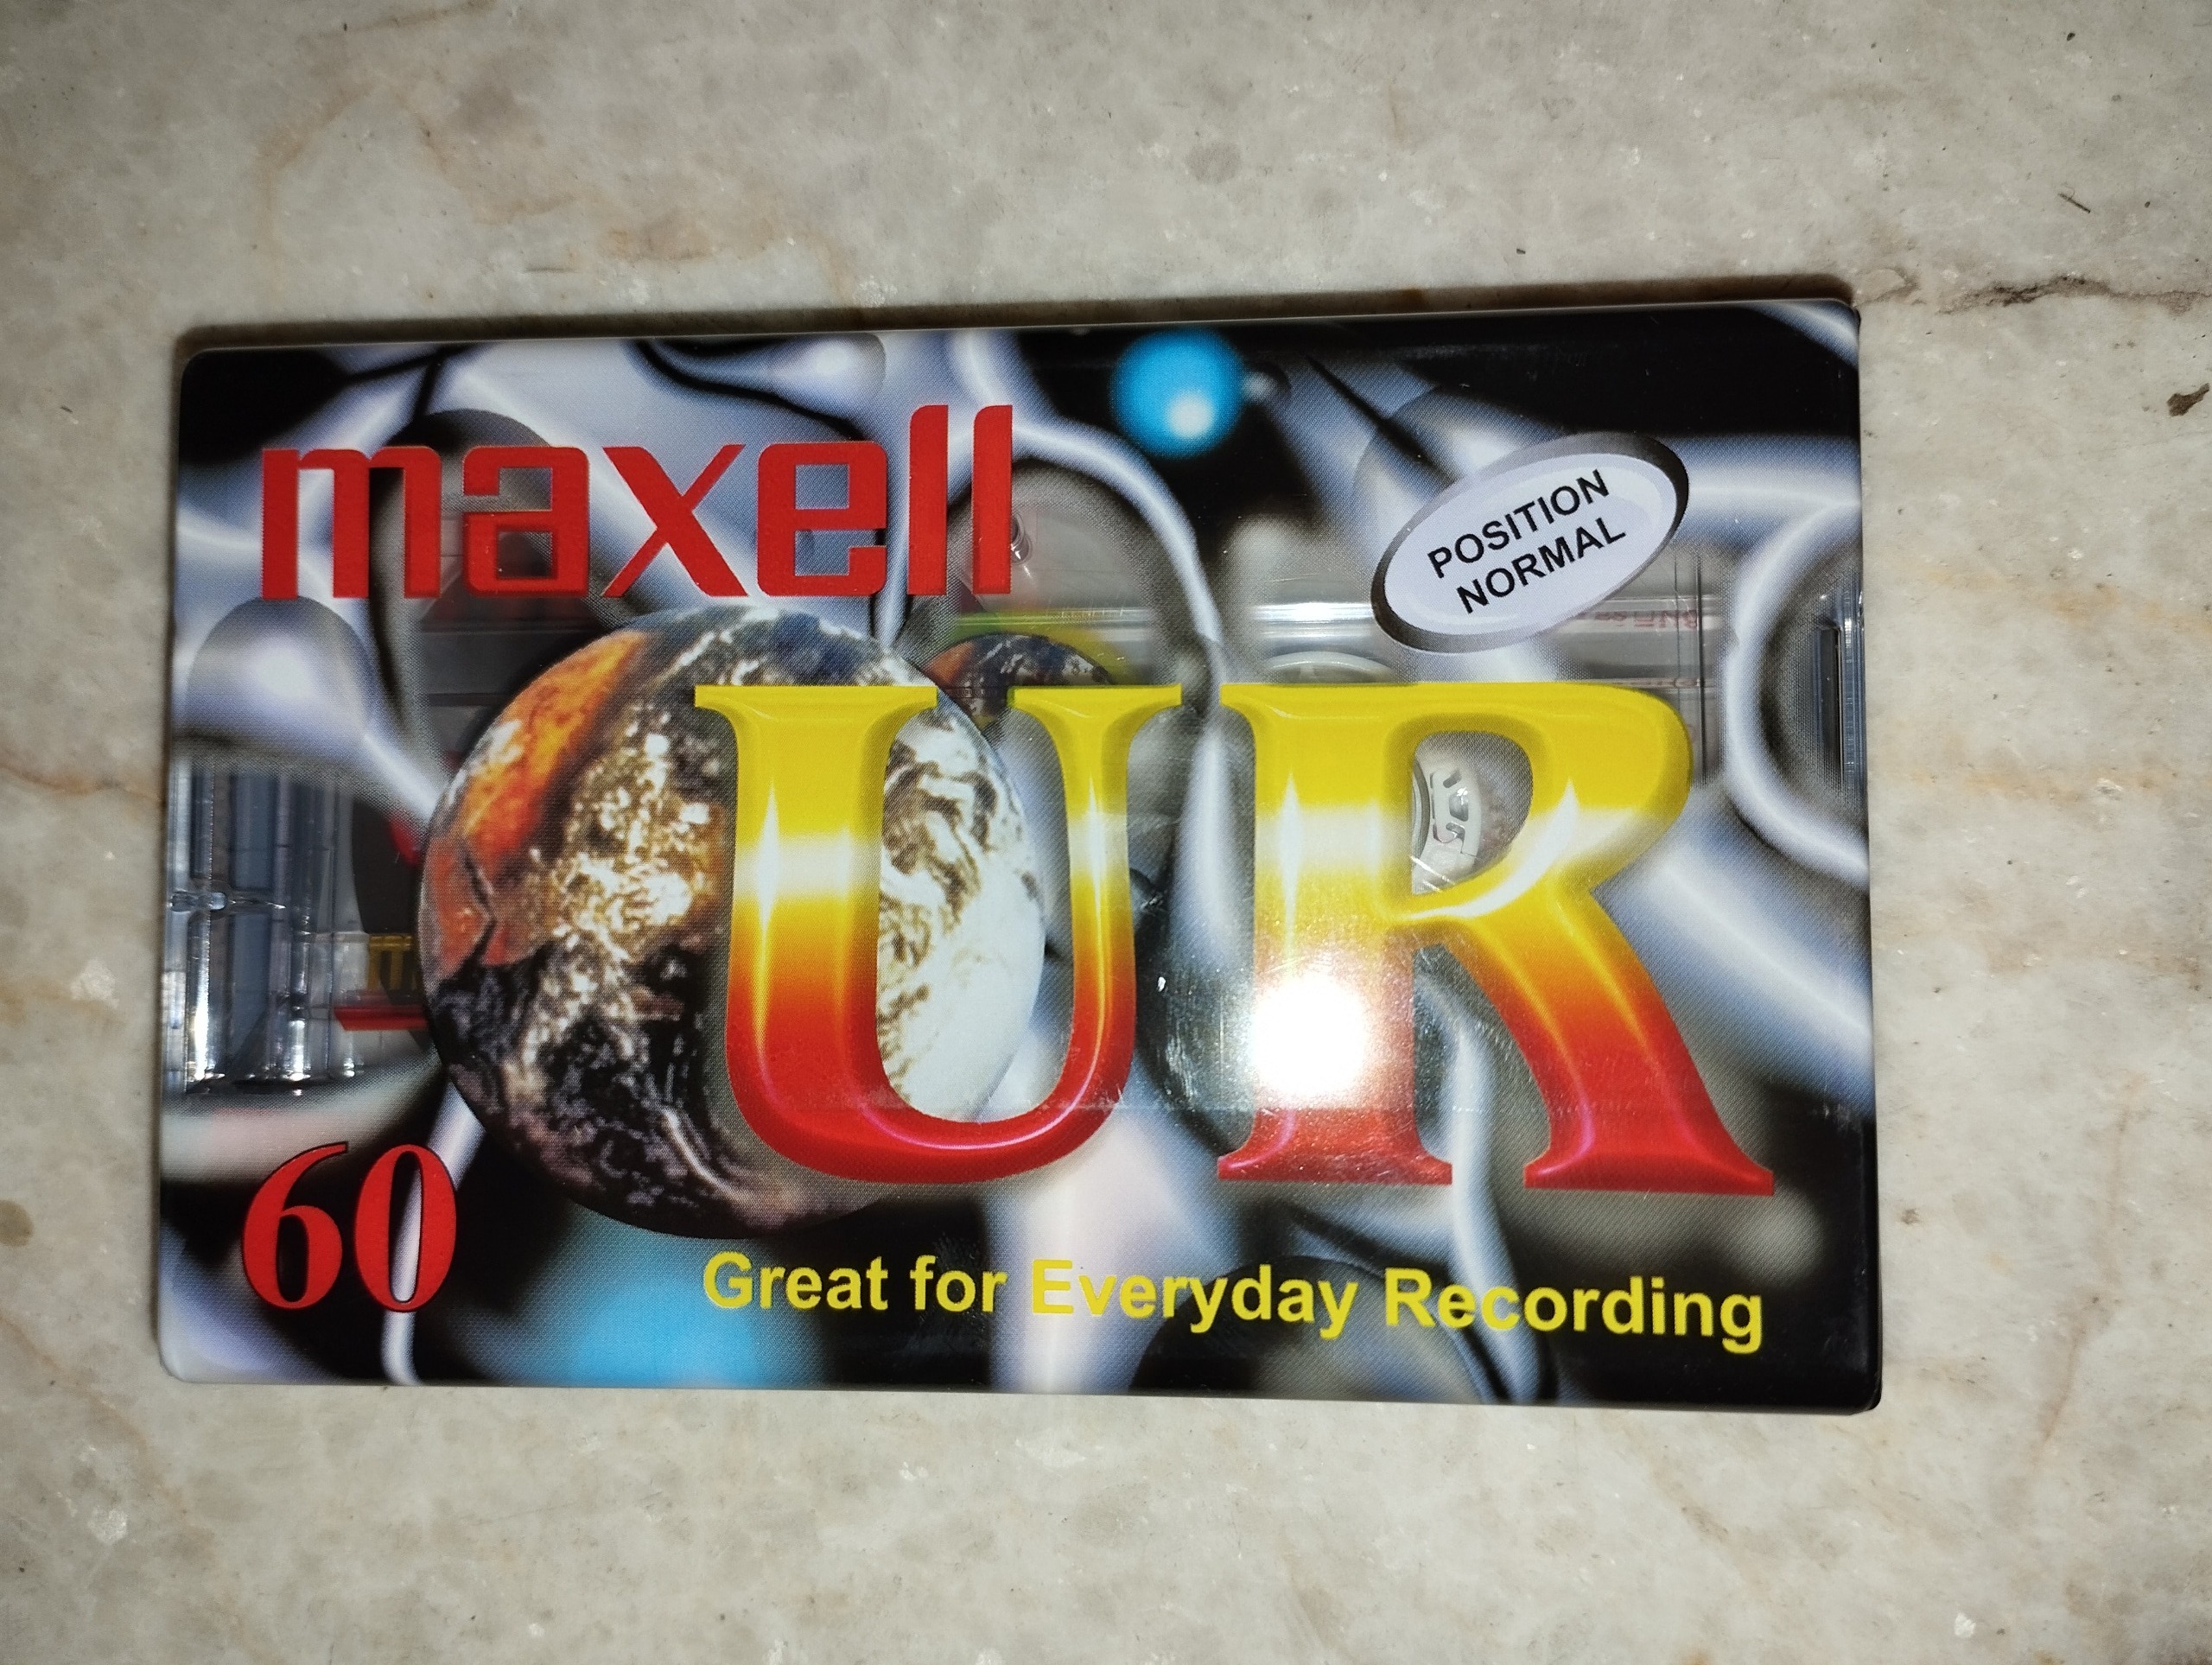 maxell
POSITION
NORMAL
UR
60
Great for Everyday Recording